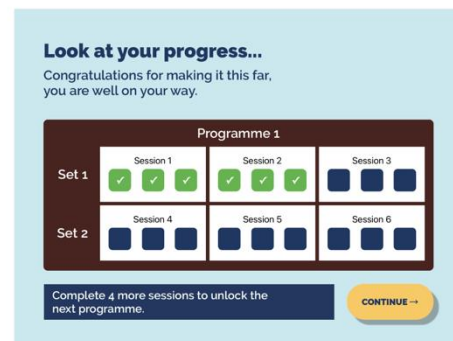 Look at your progress...
Congratulations for making it this far,
you are well on your way.
Programme 1
Set 1
Session 1
Session 2
Session 3
Set 2
Session 4
Session 5
Session 6
Complete 4 more sessions to unlock the
next programme.
CONTINUE→